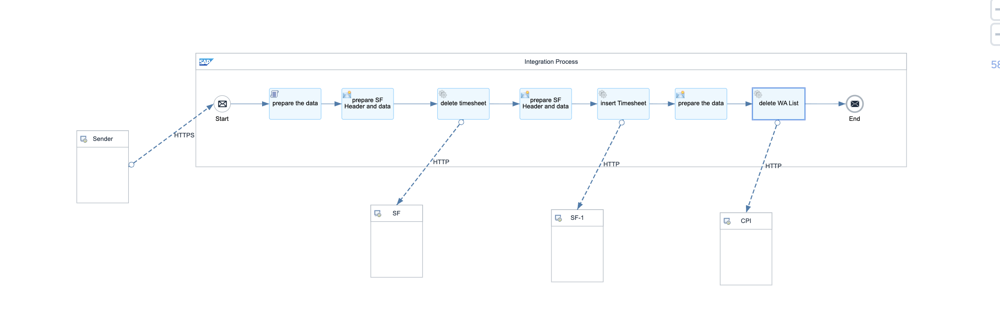 SAP
Integration Process
prepare the data
prepare SF
Header and data
delete timesheet
prepare SF
Header and data
insert Timesheet
prepare the data
delete WA List
Start
End
HTTPS
Sender
HTTP
HTTP
HTTP
SF
SF-1
CPI
58